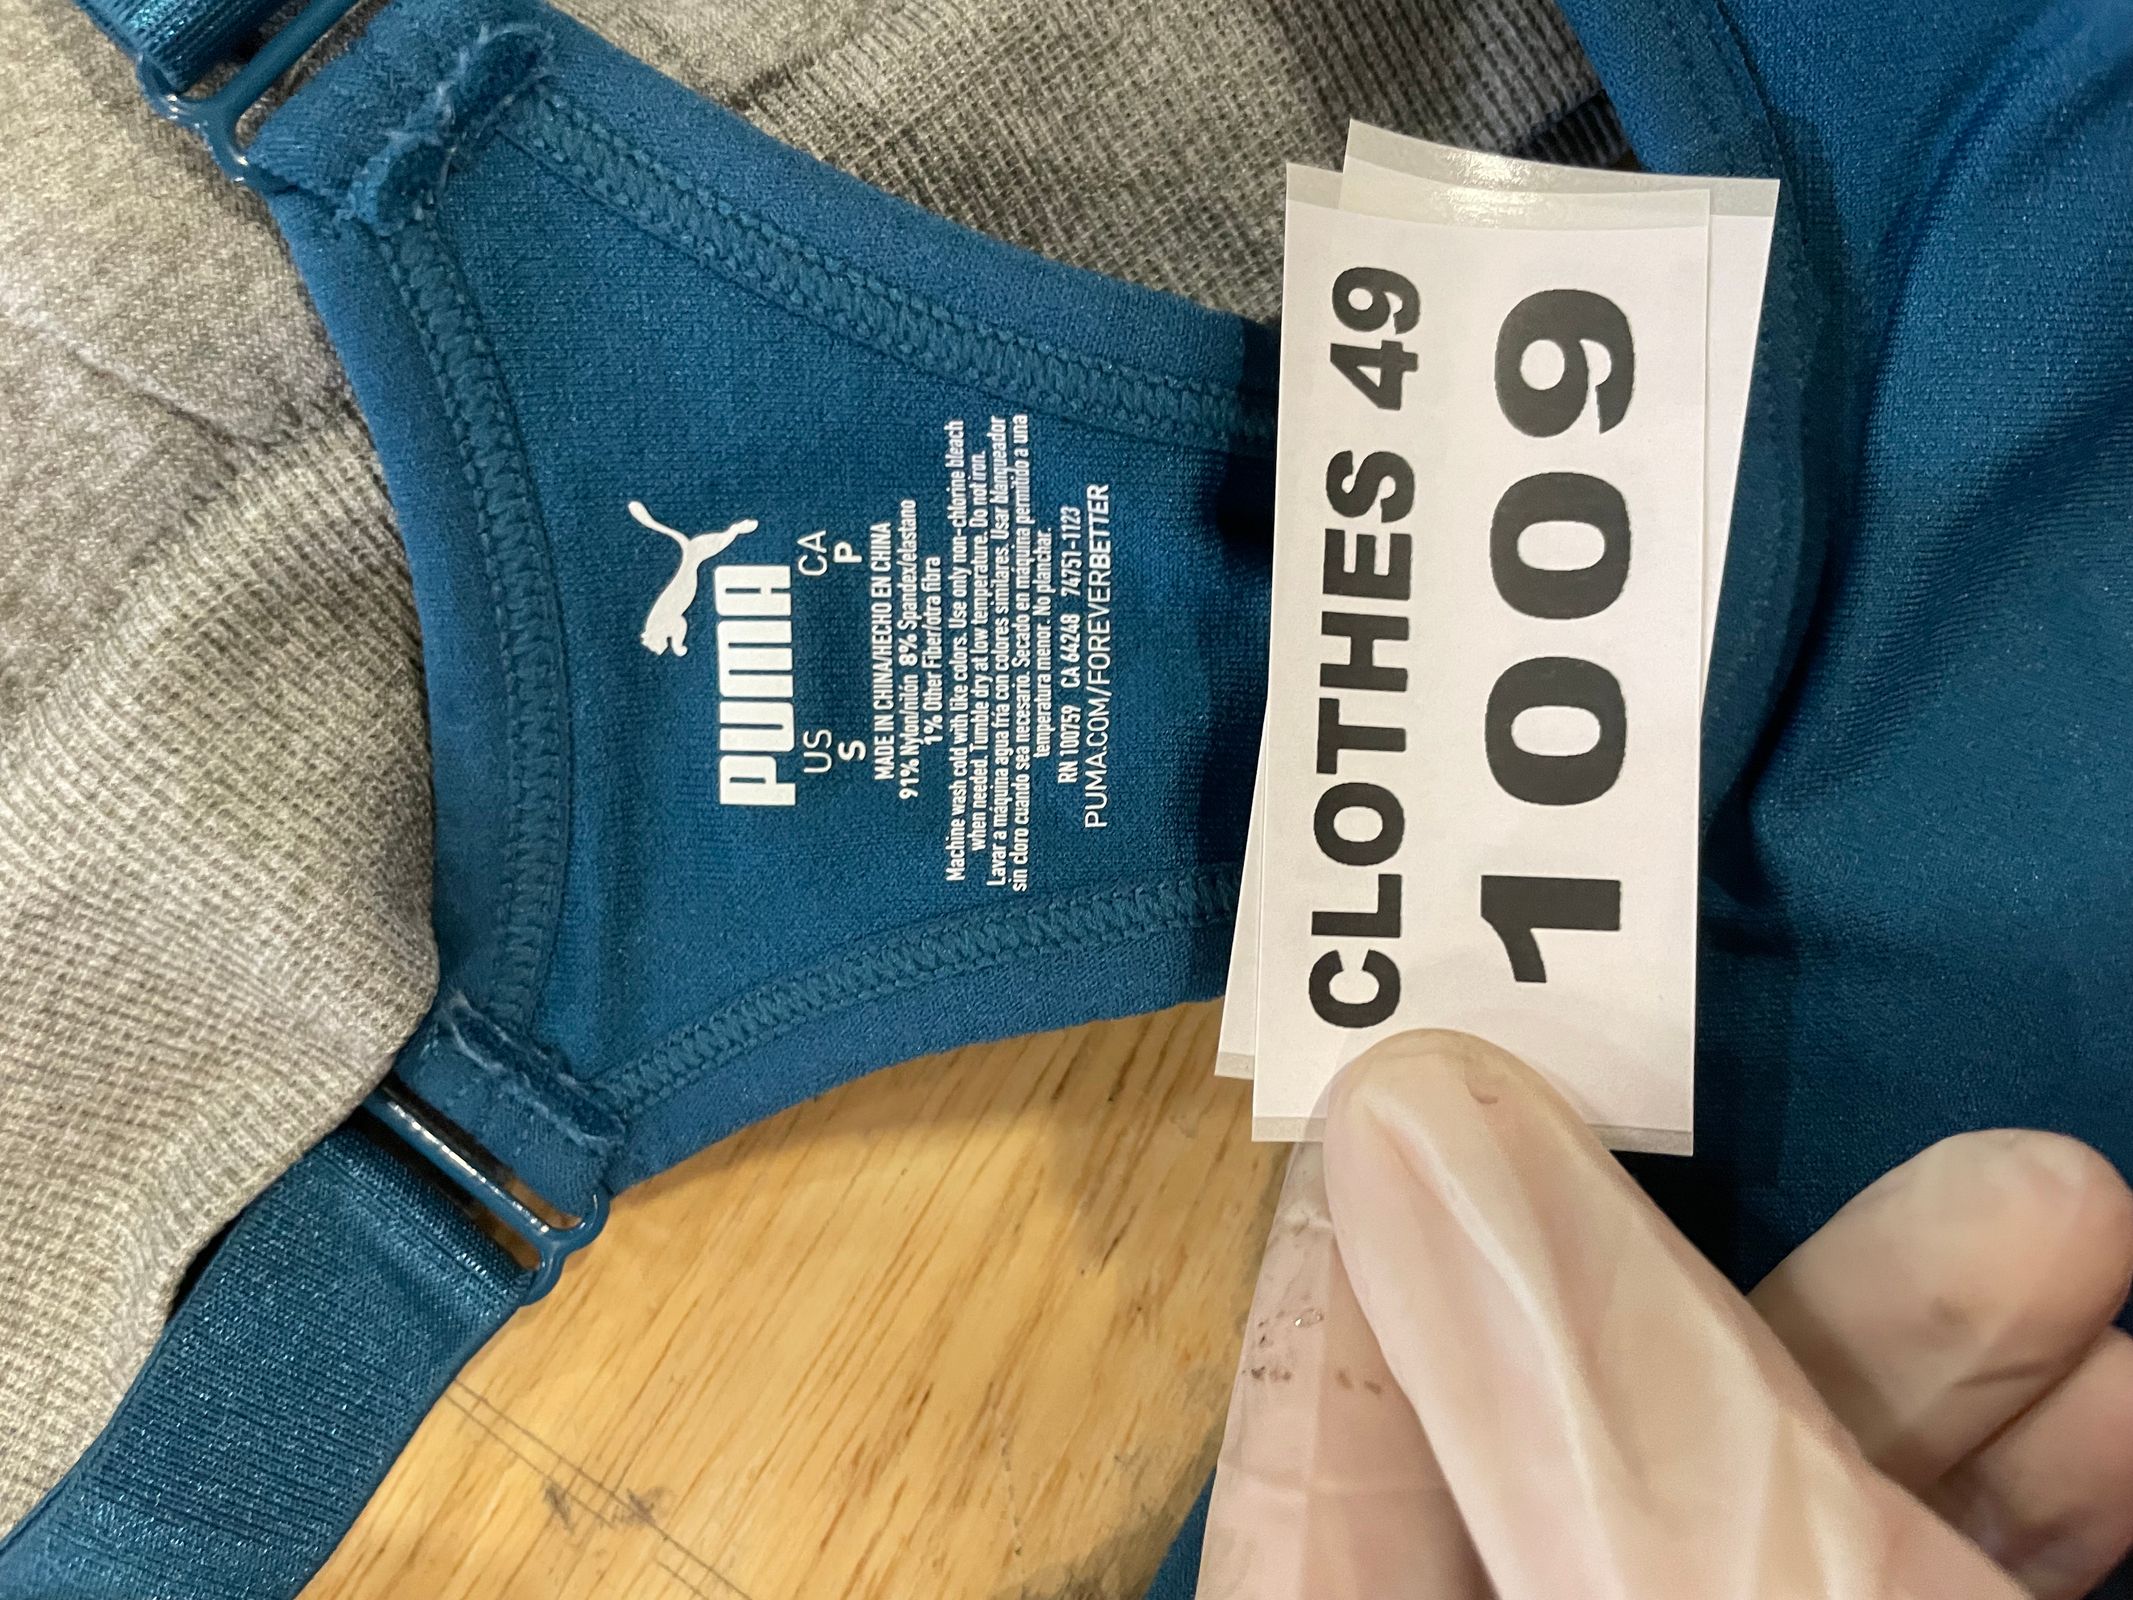 PUMA
US CA
S P
MADE IN CHINA/HECHO EN CHINA
91% Nylon/nilón 8% Spandex/elastano
1% Other Fiber/otra fibra
Machine wash cold with like colors. Use only non-chlorine bleach
when needed. Tumble dry at low temperature. Do not iron.
Lavar a máquina agua fría con colores similares. Usar blanqueador
sin cloro cuando sea necesario. Secado en máquina permitido a una
temperatura menor. No planchar.
RN 100759 CA 64248 74751-1123
PUMA.COM/FOREVERBETTER
CLOTHES 49
1009